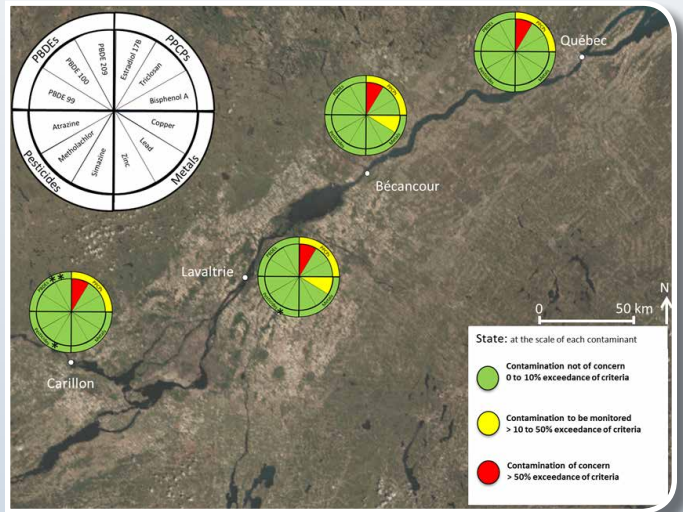 PBDEs
PPCPs
Pesticides
Metals
PBDE 99
PBDE 100
PBDE 209
Estradiol 17B
Triclosan
Bisphenol A
Copper
Lead
Zinc
Simazine
Metholachlor
Atrazine
Québec
Bécancour
Lavaltrie
Carillon
N
0 50 km
State: at the scale of each contaminant
Contamination not of concern
0 to 10% exceedance of criteria
Contamination to be monitored
> 10 to 50% exceedance of criteria
Contamination of concern
> 50% exceedance of criteria